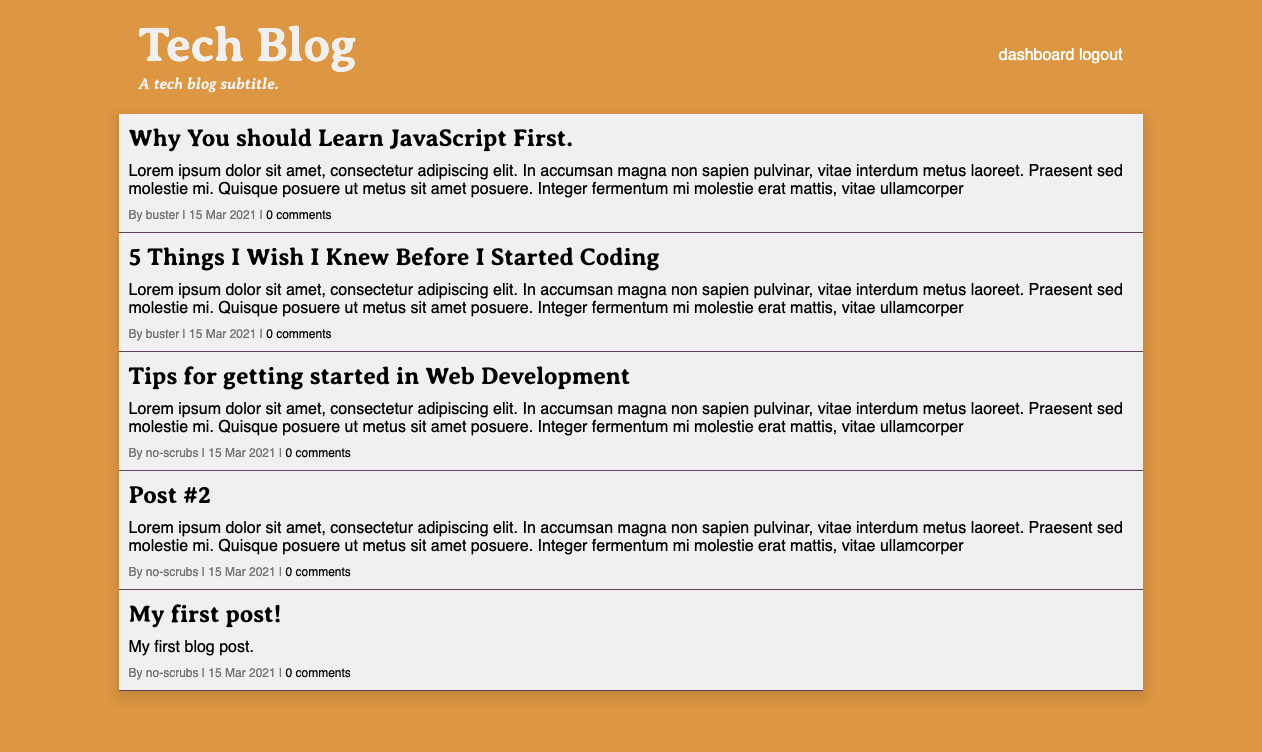 Tech Blog
A tech blog subtitle.
dashboard logout
Why You should Learn JavaScript First.
Lorem ipsum dolor sit amet, consectetur adipiscing elit. In accumsan magna non sapien pulvinar, vitae interdum metus laoreet. Praesent sed
molestie mi. Quisque posuere ut metus sit amet posuere. Integer fermentum mi molestie erat mattis, vitae ullamcorper
By buster | 15 Mar 2021 | 0 comments
5 Things I Wish I Knew Before I Started Coding
Lorem ipsum dolor sit amet, consectetur adipiscing elit. In accumsan magna non sapien pulvinar, vitae interdum metus laoreet. Praesent sed
molestie mi. Quisque posuere ut metus sit amet posuere. Integer fermentum mi molestie erat mattis, vitae ullamcorper
By buster | 15 Mar 2021 | 0 comments
Tips for getting started in Web Development
Lorem ipsum dolor sit amet, consectetur adipiscing elit. In accumsan magna non sapien pulvinar, vitae interdum metus laoreet. Praesent sed
molestie mi. Quisque posuere ut metus sit amet posuere. Integer fermentum mi molestie erat mattis, vitae ullamcorper
By no-scrubs | 15 Mar 2021 | 0 comments
Post #2
Lorem ipsum dolor sit amet, consectetur adipiscing elit. In accumsan magna non sapien pulvinar, vitae interdum metus laoreet. Praesent sed
molestie mi. Quisque posuere ut metus sit amet posuere. Integer fermentum mi molestie erat mattis, vitae ullamcorper
By no-scrubs | 15 Mar 2021 | 0 comments
My first post!
My first blog post.
By no-scrubs | 15 Mar 2021 | 0 comments